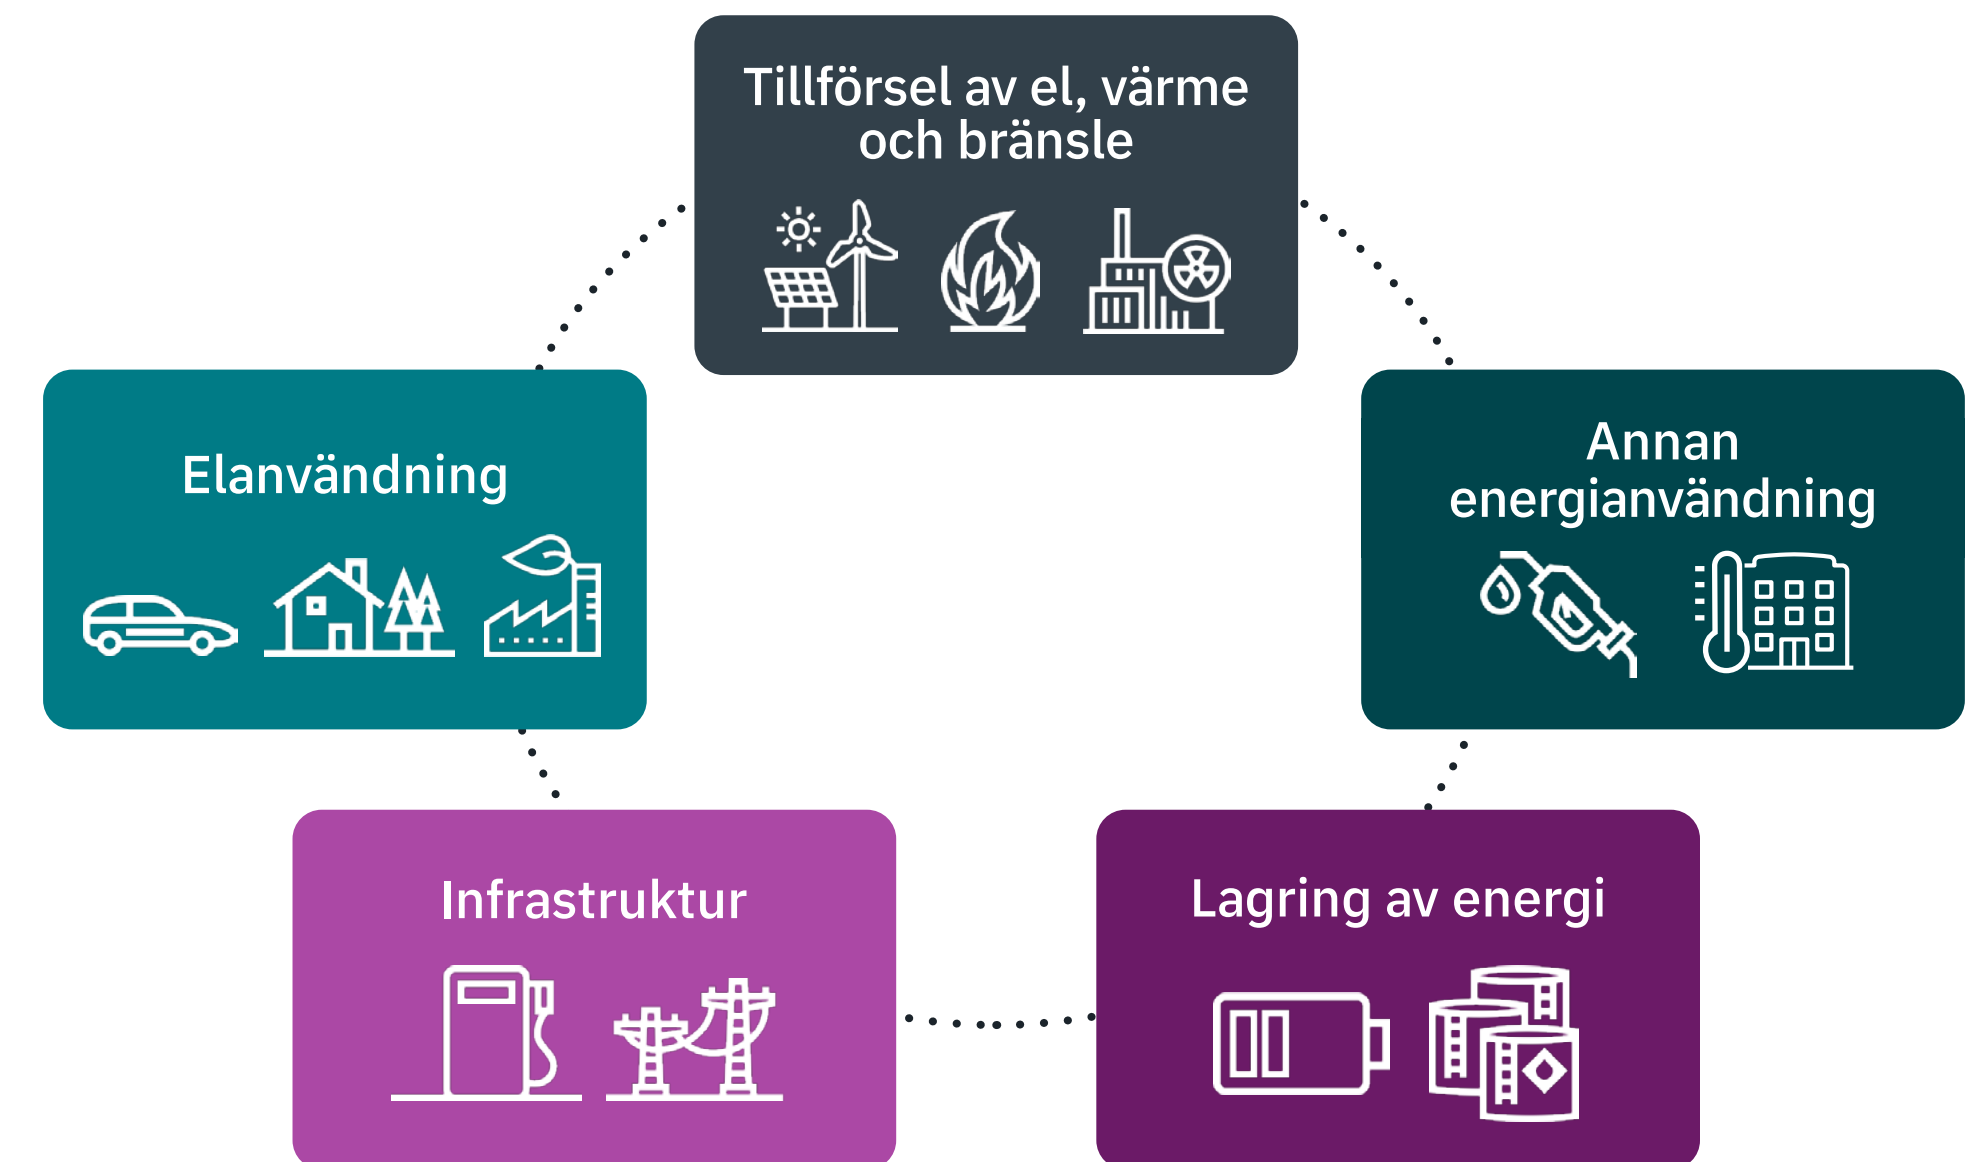 Tillförsel av el, värme
och bränsle
Elanvändning
Annan
energianvändning
Infrastruktur
Lagring av energi